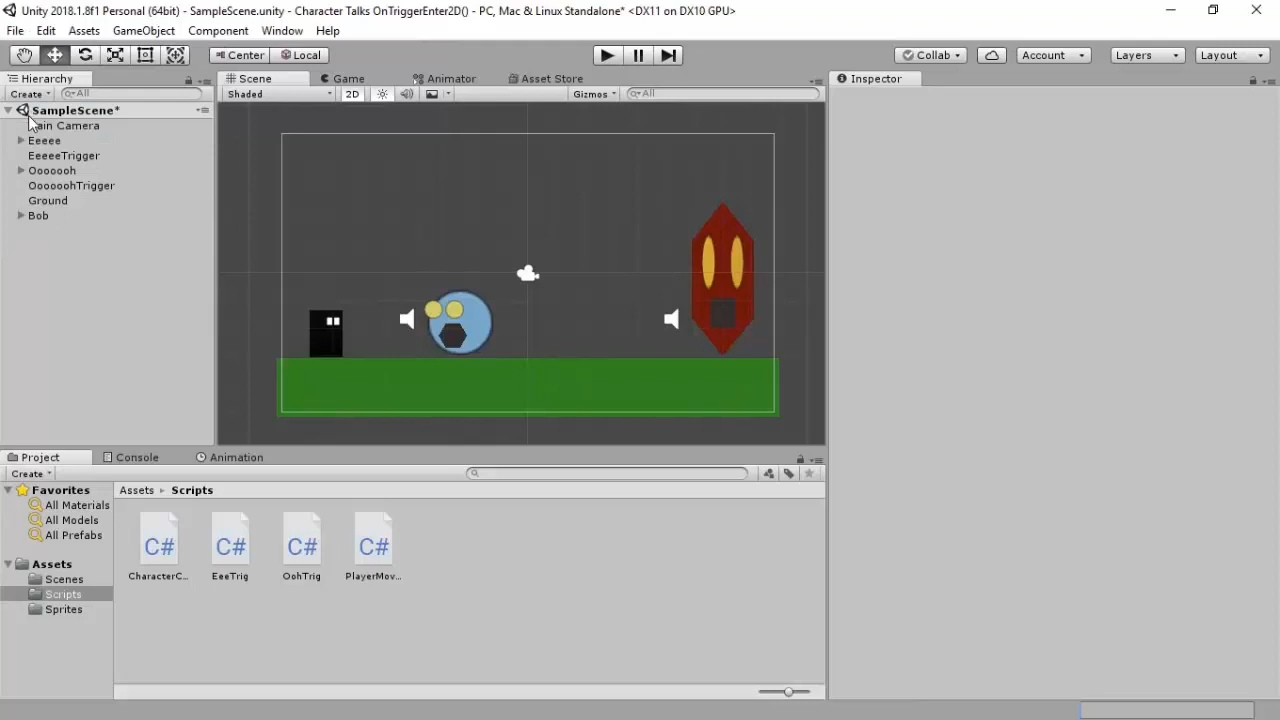 Unity 2018.1.8f1 Personal (64bit) - SampleScene.unity - Character Talks OnTriggerEnter2D() - PC, Mac & Linux Standalone* <DX11 on DX10 GPU>
File Edit Assets GameObject Component Window Help
Center Local Collab Account Layers Layout
Hierarchy Scene Game Animator Asset Store Inspector
Create All Shaded 2D Gizmos All
SampleScene*
ain Camera
Eeeee
EeeeeTrigger
Ooooooh
OooooohTrigger
Ground
Bob
Project Console Animation
Create
Favorites
All Materials
All Models
All Prefabs
Assets
Scenes
Scripts
Sprites
Assets Scripts
C# C# C# C#
CharacterC... EeeTrig OohTrig PlayerMov...